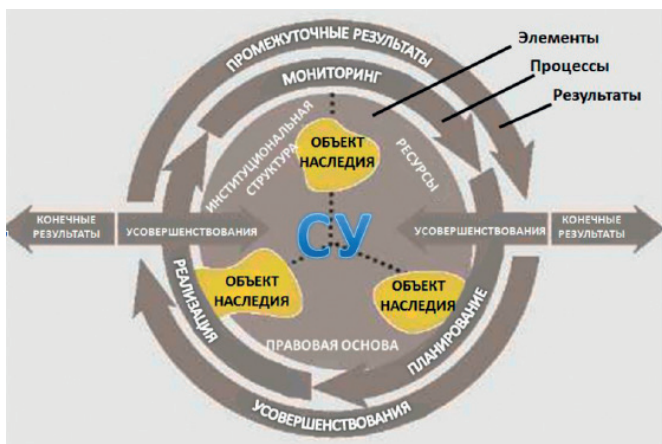 ПРОМЕЖУТОЧНЫЕ РЕЗУЛЬТАТЫ
МОНИТОРИНГ
Элементы
Процессы
Результаты
ИНСТИТУЦИОНАЛЬНАЯ
СТРУКТУРА
ОБЪЕКТ
НАСЛЕДИЯ
РЕСУРСЫ
КОНЕЧНЫЕ
РЕЗУЛЬТАТЫ
УСОВЕРШЕНСТВОВАНИЯ
СУ
УСОВЕРШЕНСТВОВАНИЯ
КОНЕЧНЫЕ
РЕЗУЛЬТАТЫ
РЕАЛИЗАЦИЯ
ОБЪЕКТ
НАСЛЕДИЯ
ОБЪЕКТ
НАСЛЕДИЯ
ПЛАНИРОВАНИЕ
ПРАВОВАЯ ОСНОВА
УСОВЕРШЕНСТВОВАНИЯ